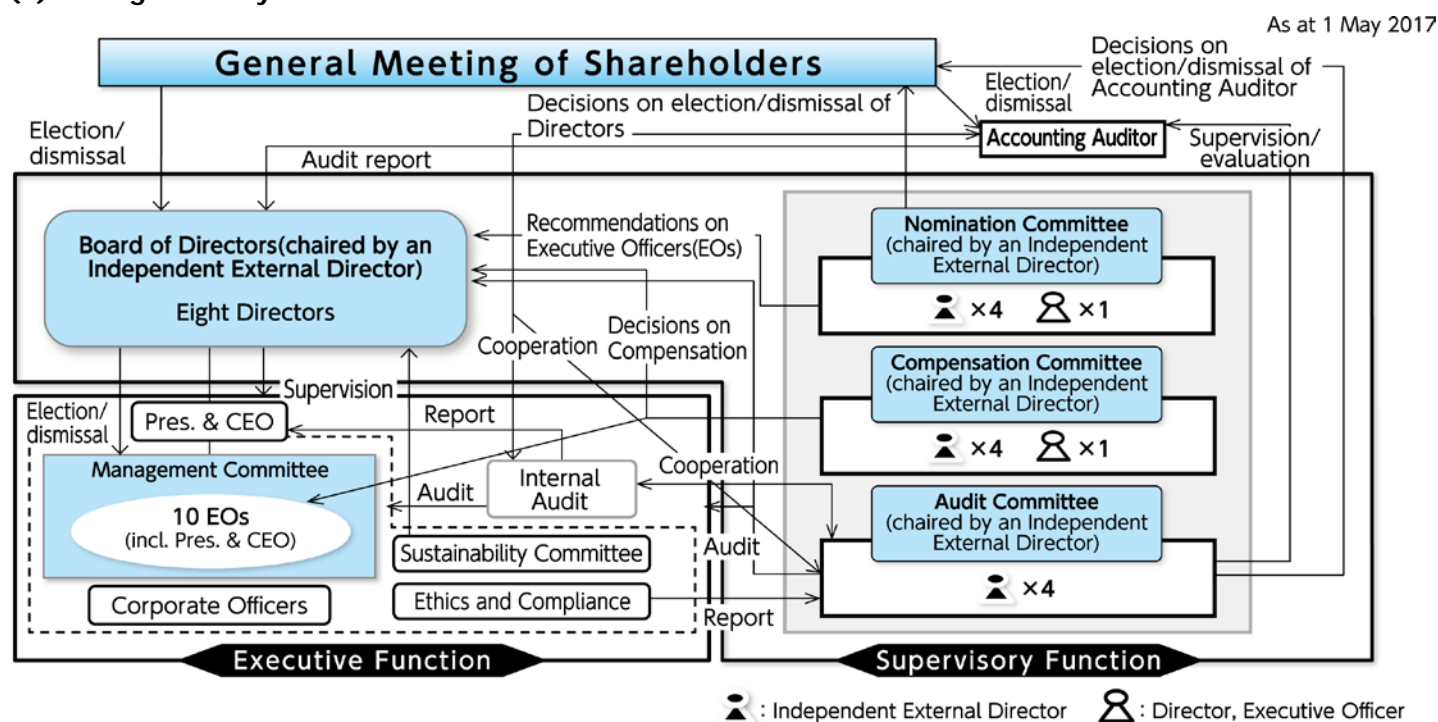 As at 1 May 2017
General Meeting of Shareholders
Decisions on
election/dismissal of
Accounting Auditor
Election/
dismissal
Decisions on election/dismissal of
Directors
Election/
dismissal
Accounting Auditor
Supervision/
evaluation
Audit report
Board of Directors(chaired by an
Independent External Director)
Eight Directors
Recommendations on
Executive Officers(EOs)
Nomination Committee
(chaired by an Independent
External Director)
×4 ×1
Cooperation
Decisions on
Compensation
Compensation Committee
(chaired by an Independent
External Director)
×4 ×1
Supervision
Election/
dismissal
Pres. & CEO
Report
Management Committee
10 EOs
(incl. Pres. & CEO)
Audit
Internal
Audit
Cooperation
Audit Committee
(chaired by an Independent
External Director)
×4
Audit
Sustainability Committee
Corporate Officers
Ethics and Compliance
Report
Executive Function
Supervisory Function
: Independent External Director
: Director, Executive Officer